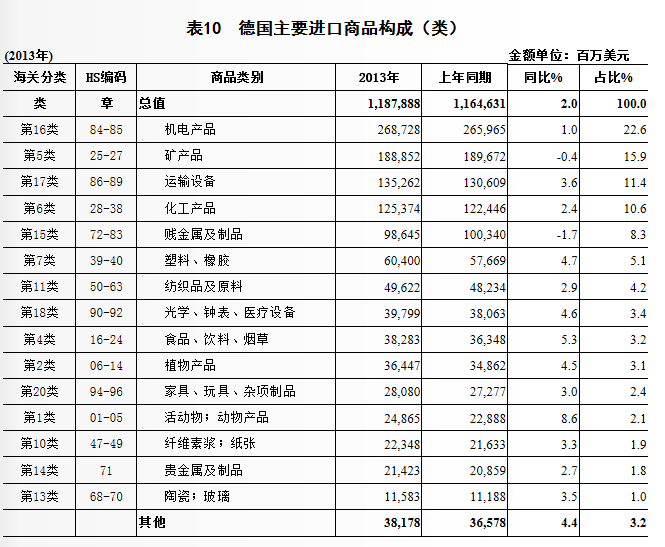 表10 德国主要进口商品构成（类）
(2013年) 金额单位：百万美元
海关分类 HS编码 商品类别 2013年 上年同期 同比% 占比%
类 章 总值 1,187,888 1,164,631 2.0 100.0
第16类 84-85 机电产品 268,728 265,965 1.0 22.6
第5类 25-27 矿产品 188,852 189,672 -0.4 15.9
第17类 86-89 运输设备 135,262 130,609 3.6 11.4
第6类 28-38 化工产品 125,374 122,446 2.4 10.6
第15类 72-83 贱金属及制品 98,645 100,340 -1.7 8.3
第7类 39-40 塑料、橡胶 60,400 57,669 4.7 5.1
第11类 50-63 纺织品及原料 49,622 48,234 2.9 4.2
第18类 90-92 光学、钟表、医疗设备 39,799 38,063 4.6 3.4
第4类 16-24 食品、饮料、烟草 38,283 36,348 5.3 3.2
第2类 06-14 植物产品 36,447 34,862 4.5 3.1
第20类 94-96 家具、玩具、杂项制品 28,080 27,277 3.0 2.4
第1类 01-05 活动物；动物产品 24,865 22,888 8.6 2.1
第10类 47-49 纤维素浆；纸张 22,348 21,633 3.3 1.9
第14类 71 贵金属及制品 21,423 20,859 2.7 1.8
第13类 68-70 陶瓷；玻璃 11,583 11,188 3.5 1.0
其他 38,178 36,578 4.4 3.2